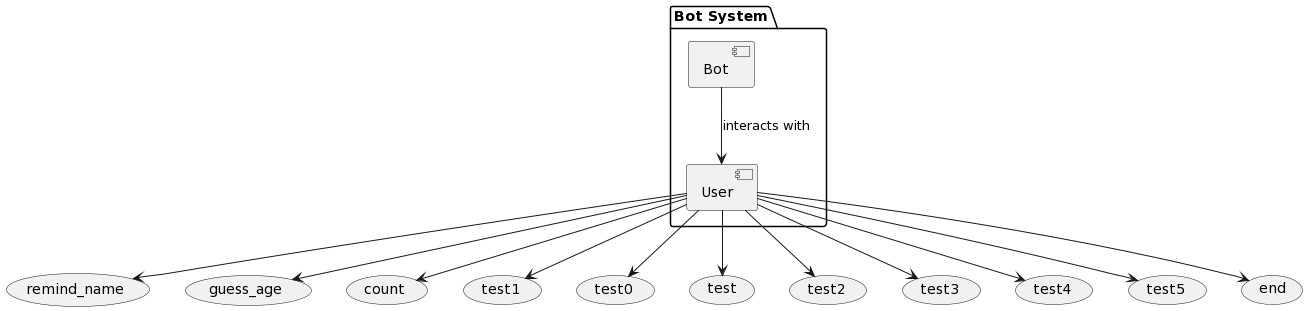 Bot System
Bot
interacts with
User
remind_name
guess_age
count
test1
test0
test
test2
test3
test4
test5
end